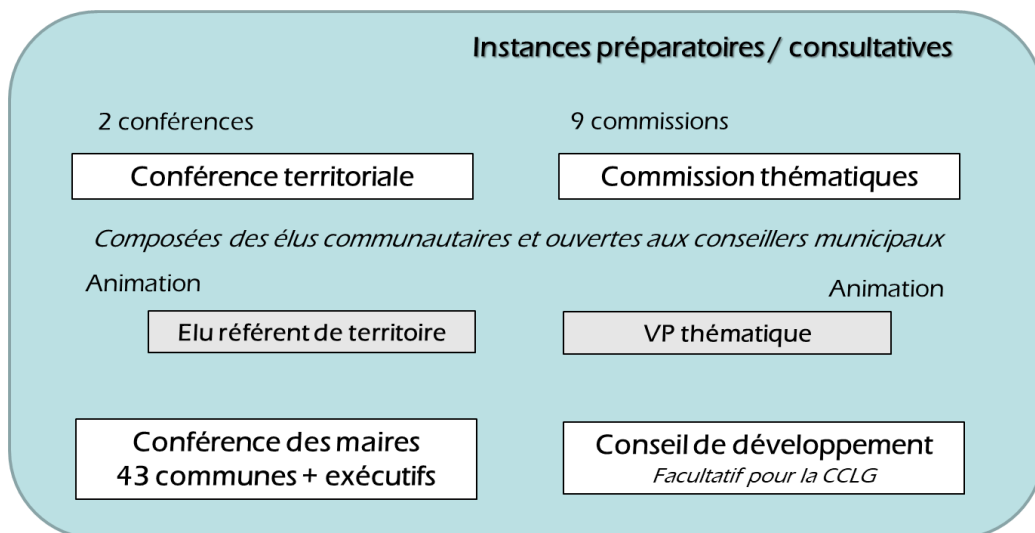 Instances préparatoires / consultatives
2 conférences
9 commissions
Conférence territoriale
Commission thématiques
Composées des élus communautaires et ouvertes aux conseillers municipaux
Animation
Animation
Elu référent de territoire
VP thématique
Conférence des maires
43 communes + exécutifs
Conseil de développement
Facultatif pour la CCLG